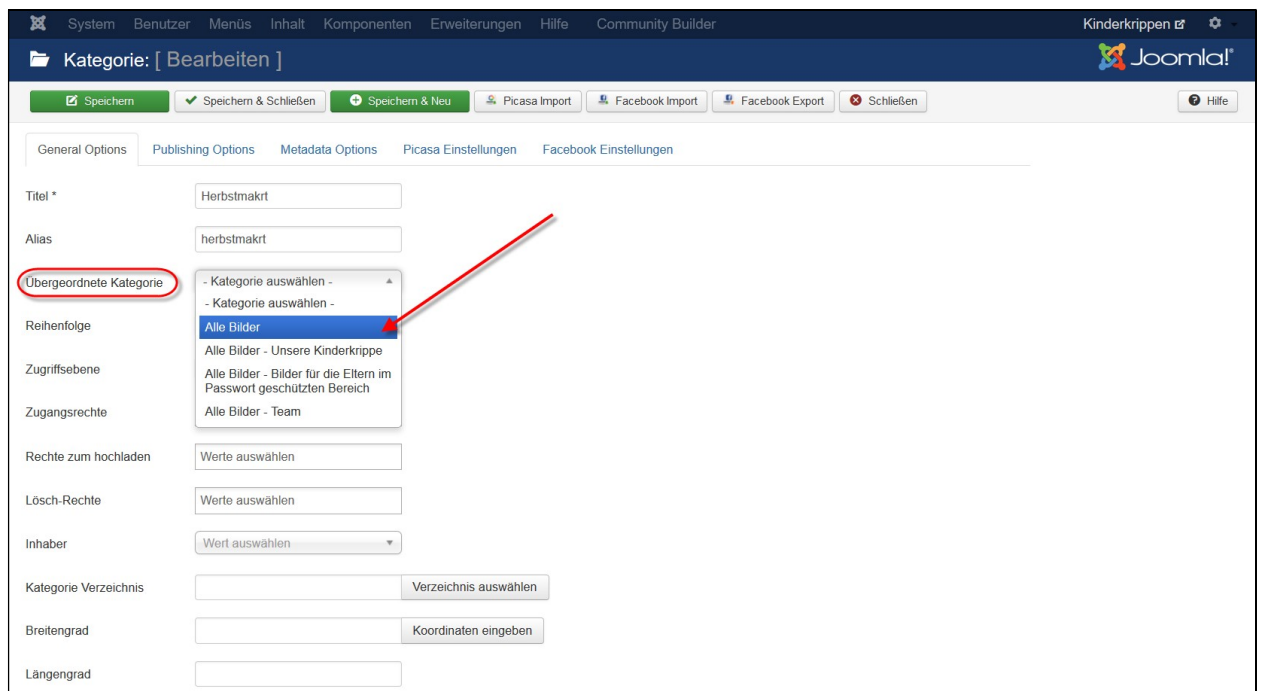 System Benutzer Menüs Inhalt Komponenten Erweiterungen Hilfe Community Builder Kinderkrippen
Kategorie: [ Bearbeiten ] Joomla!®
Speichern Speichern & Schließen Speichern & Neu Picasa Import Facebook Import Facebook Export Schließen Hilfe
General Options Publishing Options Metadata Options Picasa Einstellungen Facebook Einstellungen
Titel * Herbstmakrt
Alias herbstmakrt
Übergeordnete Kategorie - Kategorie auswählen -
- Kategorie auswählen -
Reihenfolge Alle Bilder
Alle Bilder - Unsere Kinderkrippe
Zugriffsebene Alle Bilder - Bilder für die Eltern im
Passwort geschützten Bereich
Zugangsrechte Alle Bilder - Team
Rechte zum hochladen Werte auswählen
Lösch-Rechte Werte auswählen
Inhaber Wert auswählen
Kategorie Verzeichnis Verzeichnis auswählen
Breitengrad Koordinaten eingeben
Längengrad